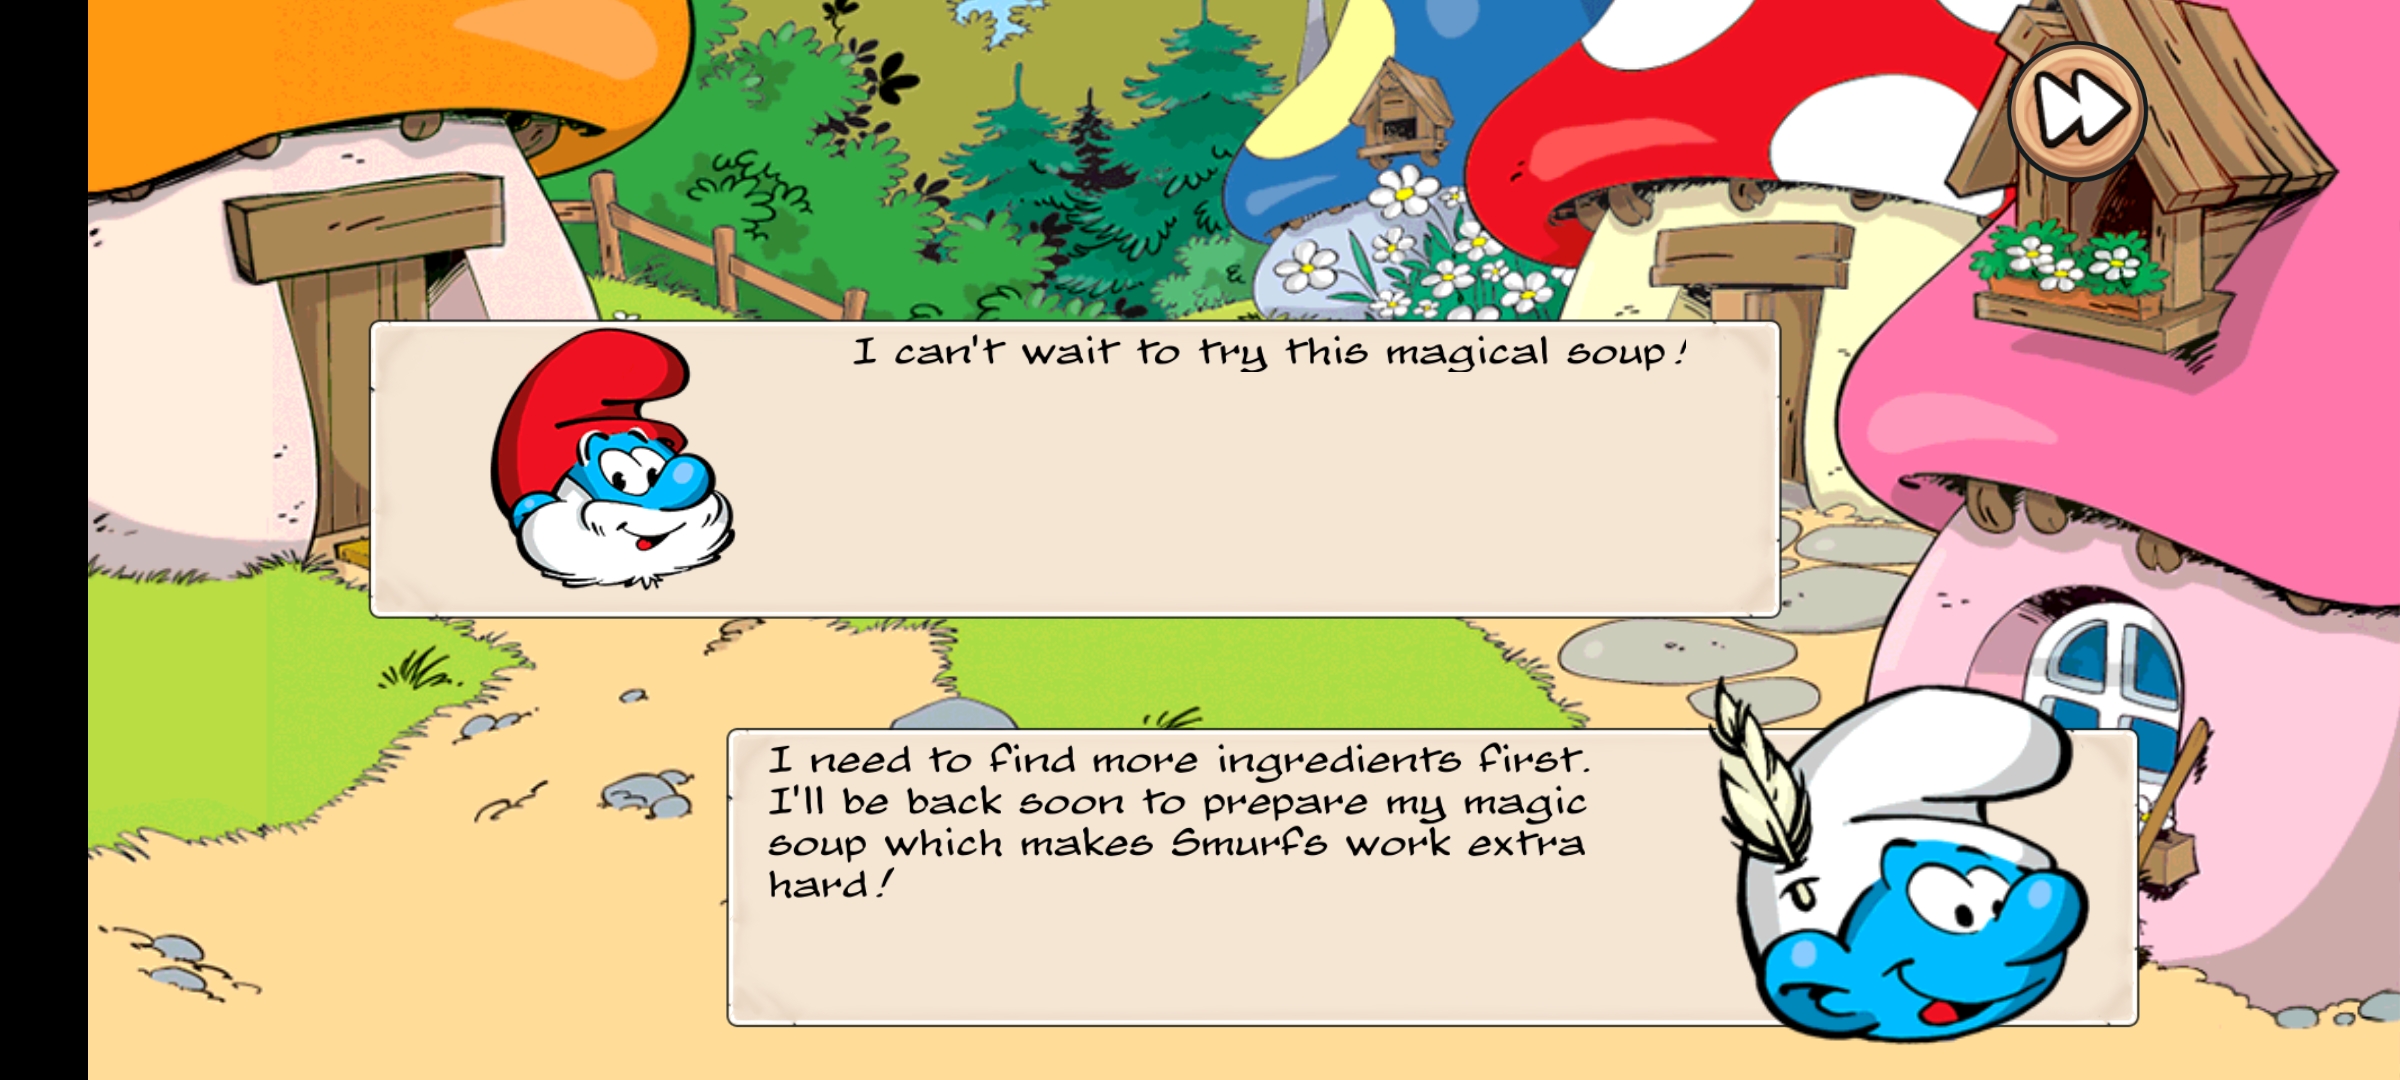 I can't wait to try this magical soup!
I need to find more ingredients first.
I'll be back soon to prepare my magic
soup which makes Smurfs work extra
hard!